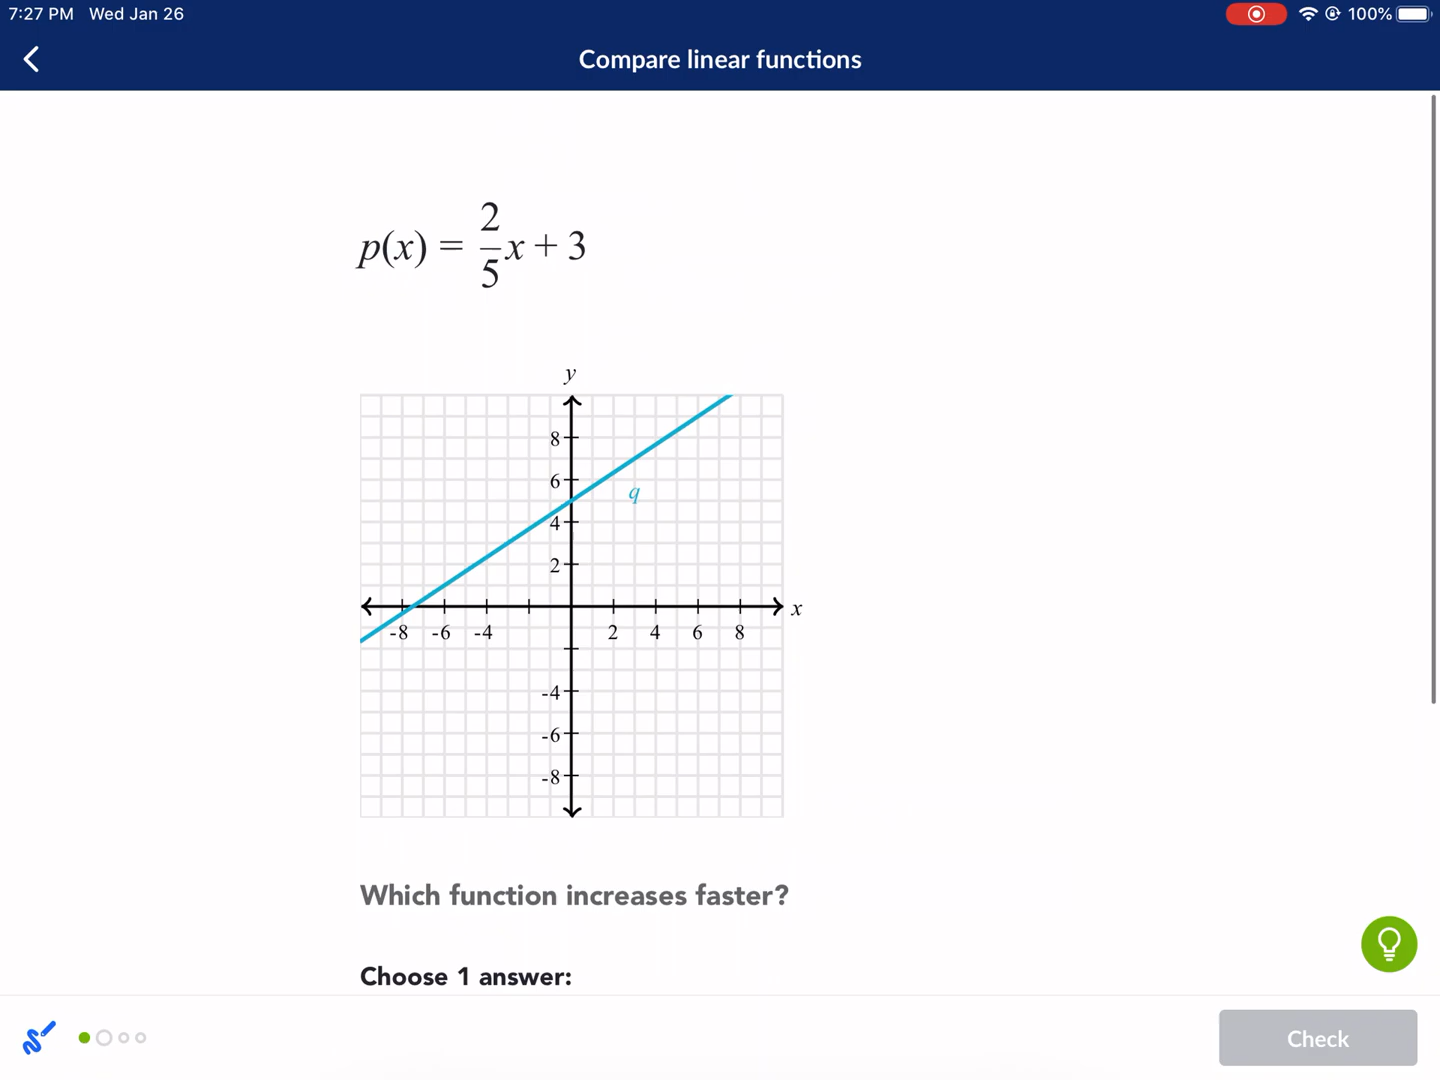 7:27 PM Wed Jan 26 100%
Compare linear functions
p(x) = 2/5 x + 3
y
8
6
q
4
2
x
-8 -6 -4 2 4 6 8
-4
-6
-8
Which function increases faster?
Choose 1 answer:
Check